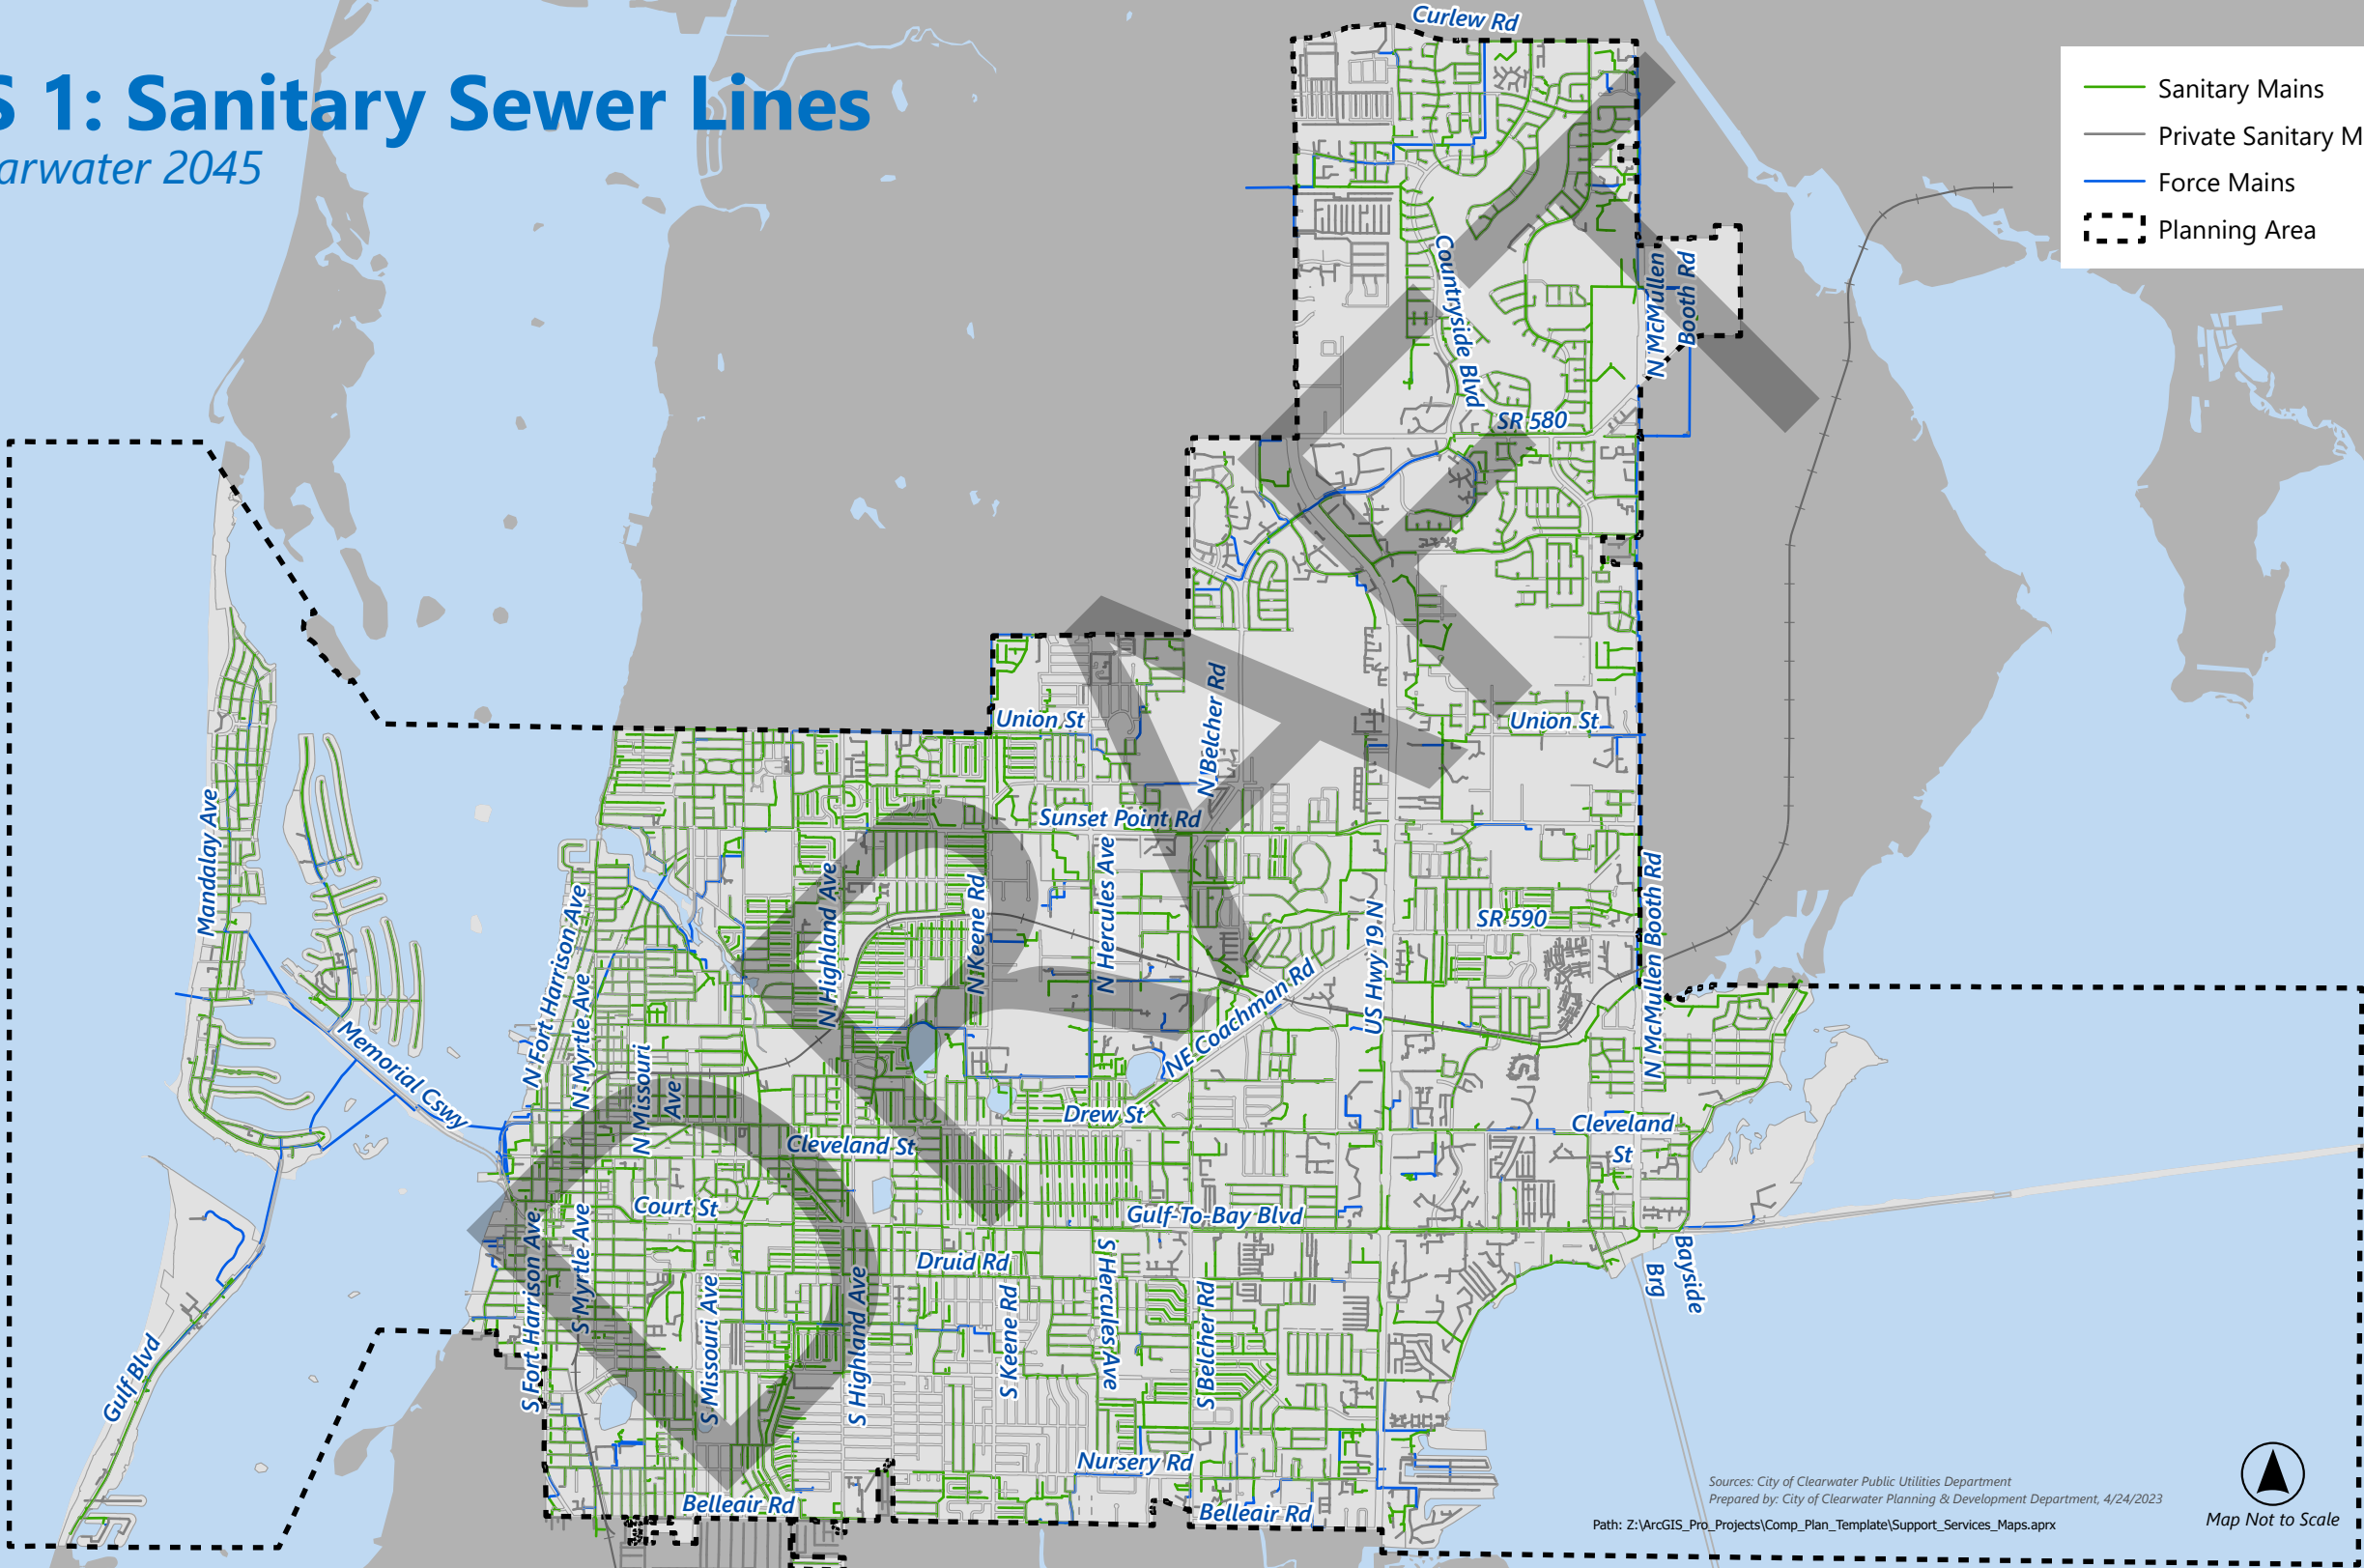 S 1: Sanitary Sewer Lines
arwater 2045
Sanitary Mains
Private Sanitary M
Force Mains
Planning Area
Curlew Rd
Countryside Blvd
N McMullen
Booth Rd
SR 580
Union St
Union St
N Belcher Rd
Sunset Point Rd
Mandalay Ave
N Highland Ave
N Keene Rd
N Hercules Ave
US Hwy 19 N
SR 590
N McMullen Booth Rd
N Fort Harrison Ave
N Myrtle Ave
N Missouri
Ave
NE Coachman Rd
Memorial Cswy
Drew St
Cleveland St
Cleveland
St
Court St
Gulf To Bay Blvd
Druid Rd
S Fort Harrison Ave
S Myrtle Ave
S Missouri Ave
S Highland Ave
S Keene Rd
S Hercules Ave
S Belcher Rd
Bayside
Brg
Gulf Blvd
Nursery Rd
Belleair Rd
Belleair Rd
DRAFT
Sources: City of Clearwater Public Utilities Department
Prepared by: City of Clearwater Planning & Development Department, 4/24/2023
Path: Z:\ArcGIS_Pro_Projects\Comp_Plan_Template\Support_Services_Maps.aprx
Map Not to Scale